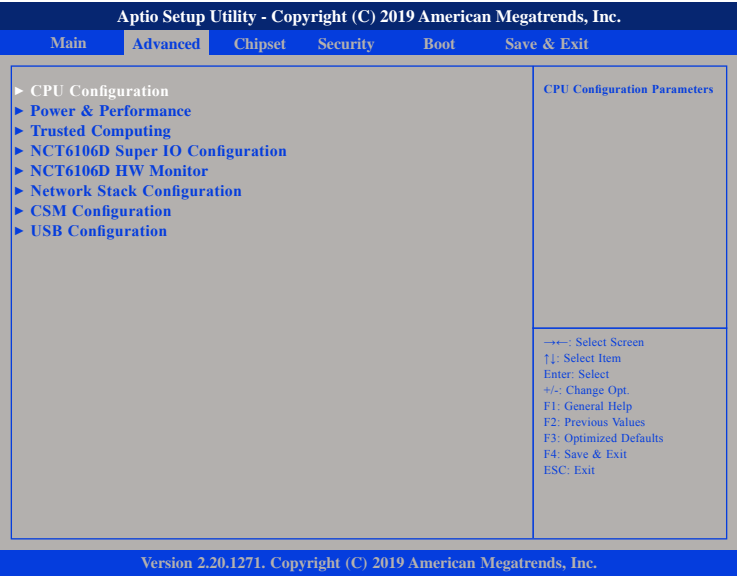 Aptio Setup Utility - Copyright (C) 2019 American Megatrends, Inc.
Main Advanced Chipset Security Boot Save & Exit
► CPU Configuration
► Power & Performance
► Trusted Computing
► NCT6106D Super IO Configuration
► NCT6106D HW Monitor
► Network Stack Configuration
► CSM Configuration
► USB Configuration
CPU Configuration Parameters
→←: Select Screen
↑↓: Select Item
Enter: Select
+/-: Change Opt.
F1: General Help
F2: Previous Values
F3: Optimized Defaults
F4: Save & Exit
ESC: Exit
Version 2.20.1271. Copyright (C) 2019 American Megatrends, Inc.